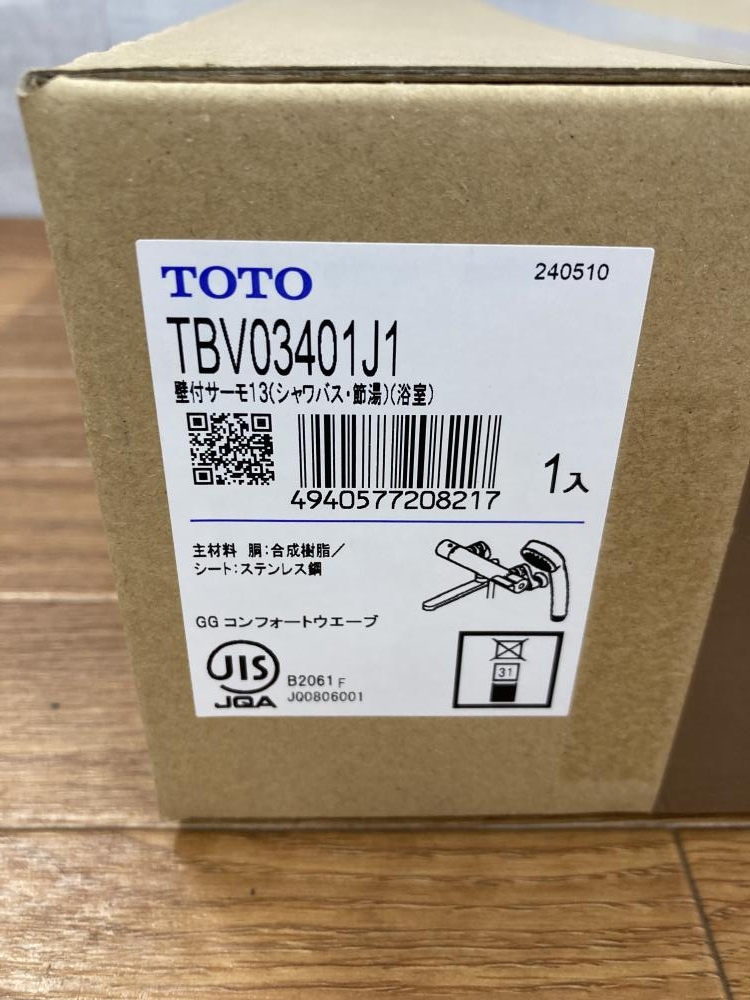 TOTO
240510
TBV03401J1
壁付サーモ13(シャワバス・節湯)(浴室)
4940577208217
1入
主材料 胴:合成樹脂/
シート:ステンレス鋼
GG コンフォートウエーブ
JIS
JQA
B2061 F
JQ0806001
31